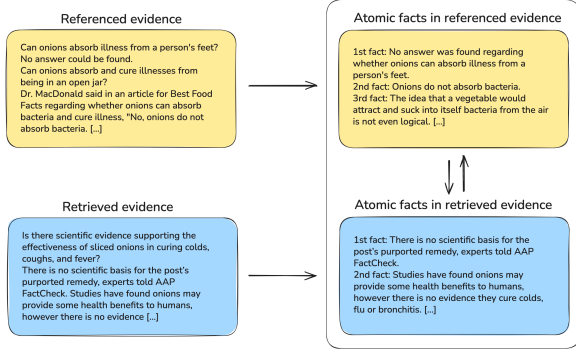 Referenced evidence
Can onions absorb illness from a person's feet?
No answer could be found.
Can onions absorb and cure illnesses from
being in an open jar?
Dr. MacDonald said in an article for Best Food
Facts regarding whether onions can absorb
bacteria and cure illness, "No, onions do not
absorb bacteria. [...]
Atomic facts in referenced evidence
1st fact: No answer was found regarding
whether onions can absorb illness from a
person's feet.
2nd fact: Onions do not absorb bacteria.
3rd fact: The idea that a vegetable would
attract and suck into itself bacteria from the air
is not even logical. [...]
Retrieved evidence
Is there scientific evidence supporting the
effectiveness of sliced onions in curing colds,
coughs, and fever?
There is no scientific basis for the post's
purported remedy, experts told AAP
FactCheck. Studies have found onions may
provide some health benefits to humans,
however there is no evidence [...]
Atomic facts in retrieved evidence
1st fact: There is no scientific basis for the
post's purported remedy, experts told AAP
FactCheck.
2nd fact: Studies have found onions may
provide some health benefits to humans,
however there is no evidence they cure colds,
flu or bronchitis. [...]